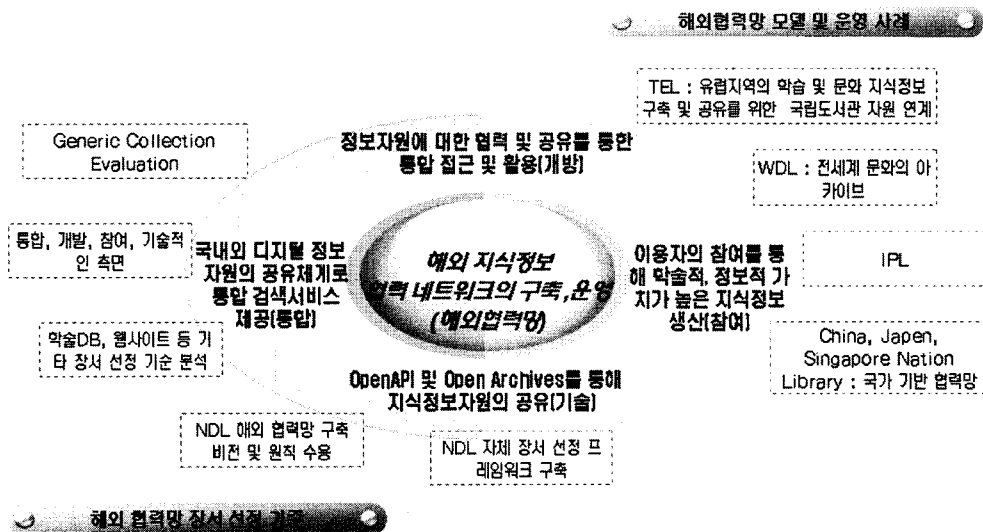 해외협력망 모델 및 운영 사례
TEL : 유럽지역의 학습 및 문화 지식정보
구축 및 공유를 위한 국립도서관 자원 연계
Generic Collection
Evaluation
정보자원에 대한 협력 및 공유를 통한
통합 접근 및 활용(개방)
WDL : 전세계 문화의 아
카이브
통합, 개발, 참여, 기술적
인 측면
국내외 디지털 정보
자원의 공유체계로
통합 검색서비스
제공(통합)
해외 지식정보
협력 네트워크의 구축,운영
(해외협력망)
이용자의 참여를 통
해 학술적, 정보적 가
치가 높은 지식정보
생산(참여)
IPL
학술DB, 웹사이트 등 기
타 장서 선정 기준 분석
China, Japen,
Singapore Nation
Library : 국가 기반 협력망
OpenAPI 및 Open Archives를 통해
지식정보자원의 공유(기술)
NDL 해외 협력망 구축
비전 및 원칙 수용
NDL 자체 장서 선정 프
레임워크 구축
해외 협력망 장서 선정 기준